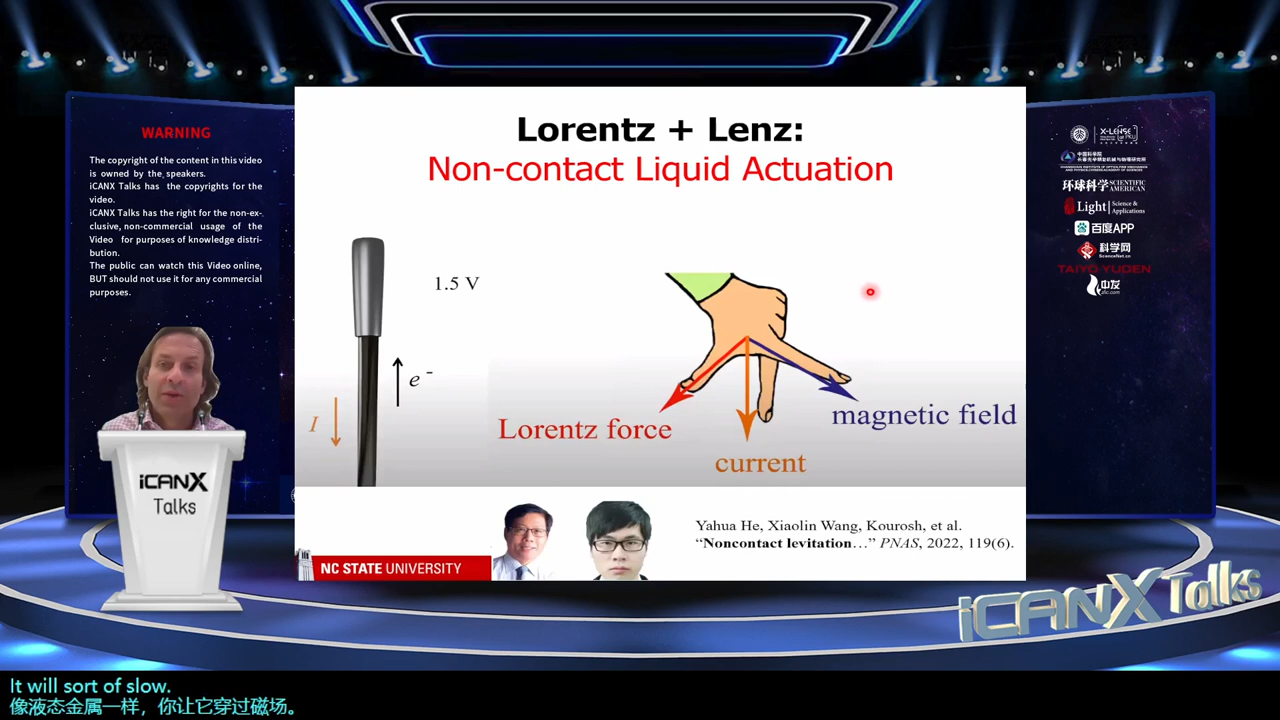 WARNING
The copyright of the content in this video
is owned by the speakers.
iCANX Talks has the copyrights for the
video.
iCANX Talks has the right for the non-ex-
clusive, non-commercial usage of the
Video for purposes of knowledge distri-
bution.
The public can watch this Video online,
BUT should not use it for any commercial
purposes.
iCANX
Talks
Lorentz + Lenz:
Non-contact Liquid Actuation
1.5 V
e -
I
Lorentz force
magnetic field
current
Yahua He, Xiaolin Wang, Kourosh, et al.
“Noncontact levitation…” PNAS, 2022, 119(6).
NC STATE UNIVERSITY
X-LENSE
环球科学 SCIENTIFIC AMERICAN
Light Science & Applications
百度APP
科学网
ScienceNet.cn
TAIYO YUDEN
中发
iCANX Talks
It will sort of slow.
像液态金属一样，你让它穿过磁场。